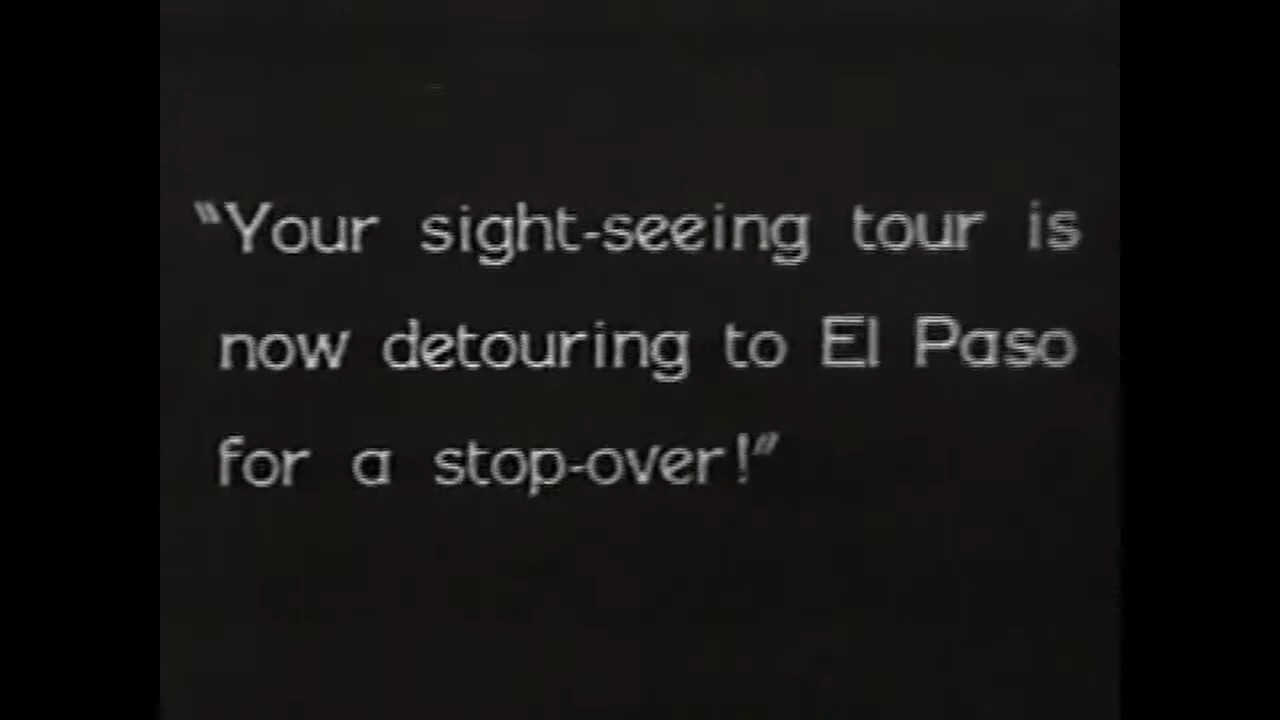 “Your sight-seeing tour is
now detouring to El Paso
for a stop-over!”